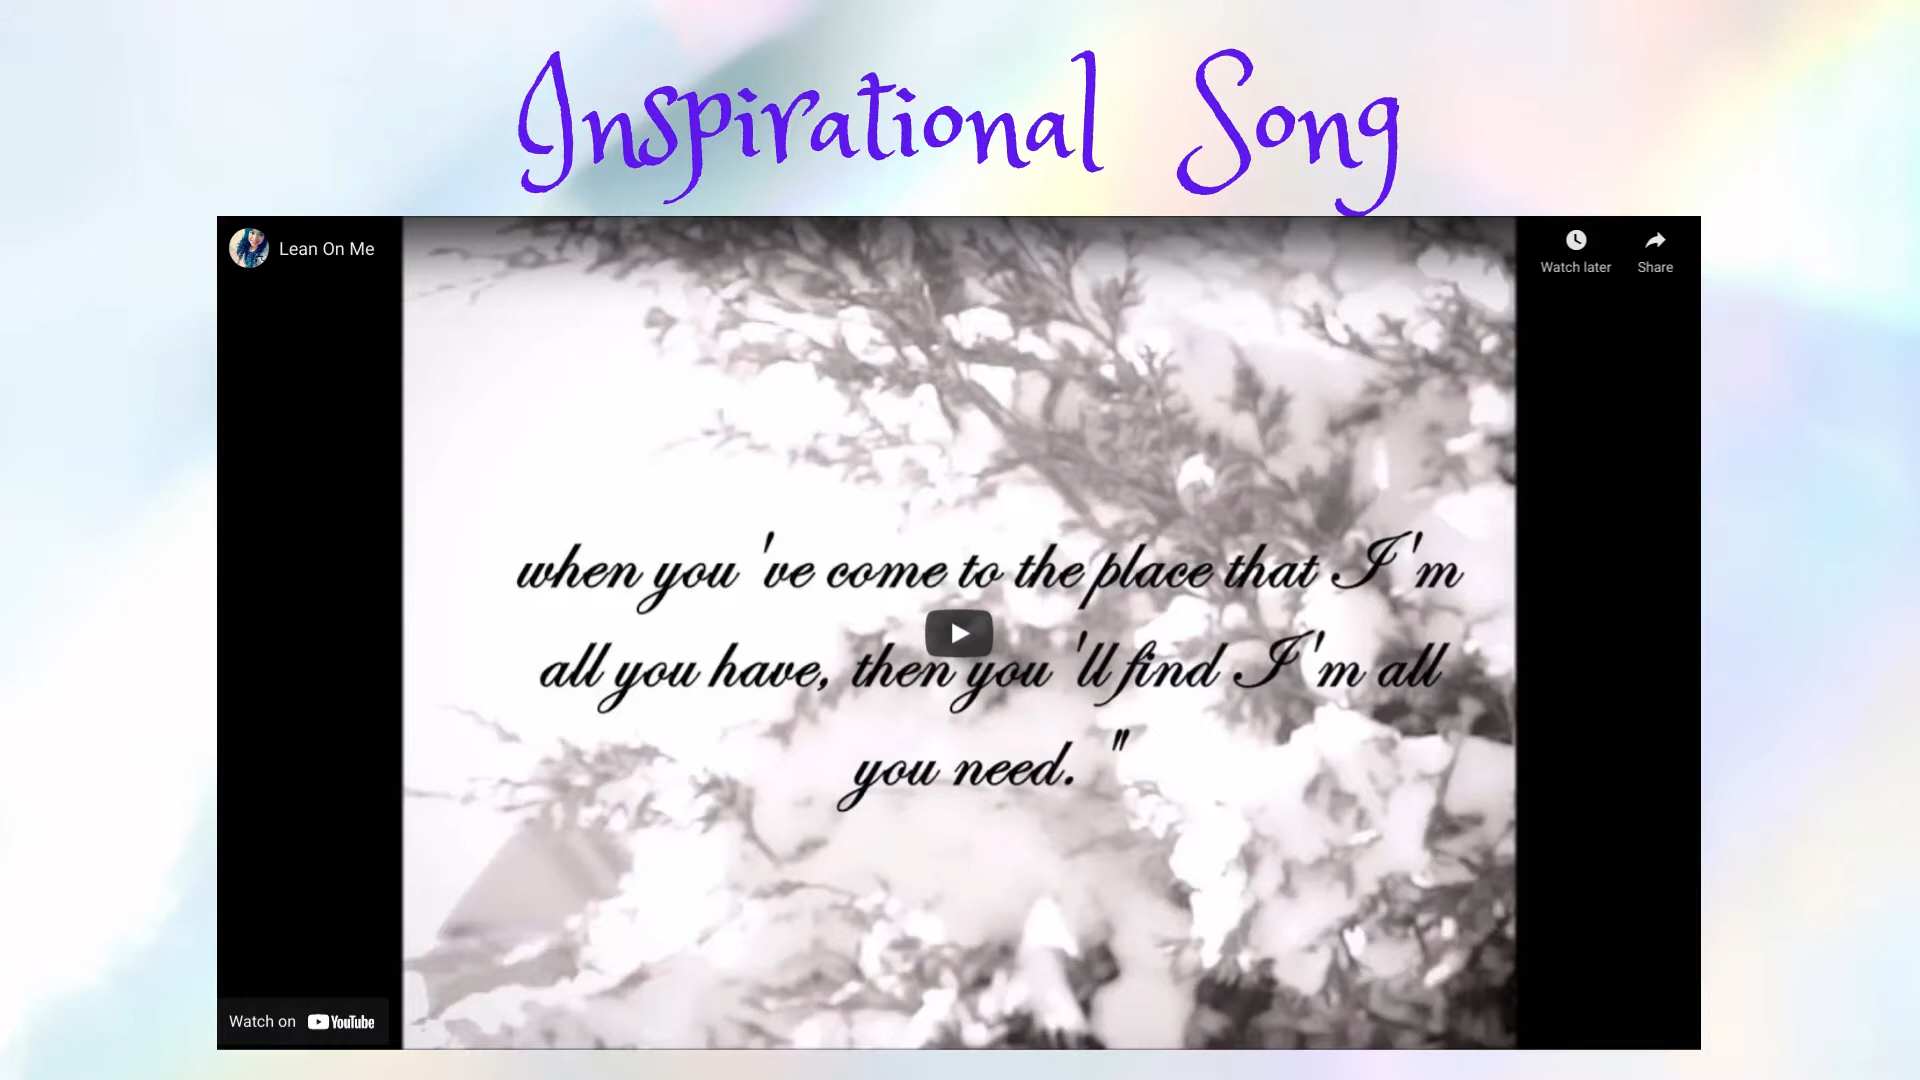 Inspirational Song
Lean On Me
Watch later
Share
when you've come to the place that I'm
all you have, then you'll find I'm all
you need."
Watch on YouTube